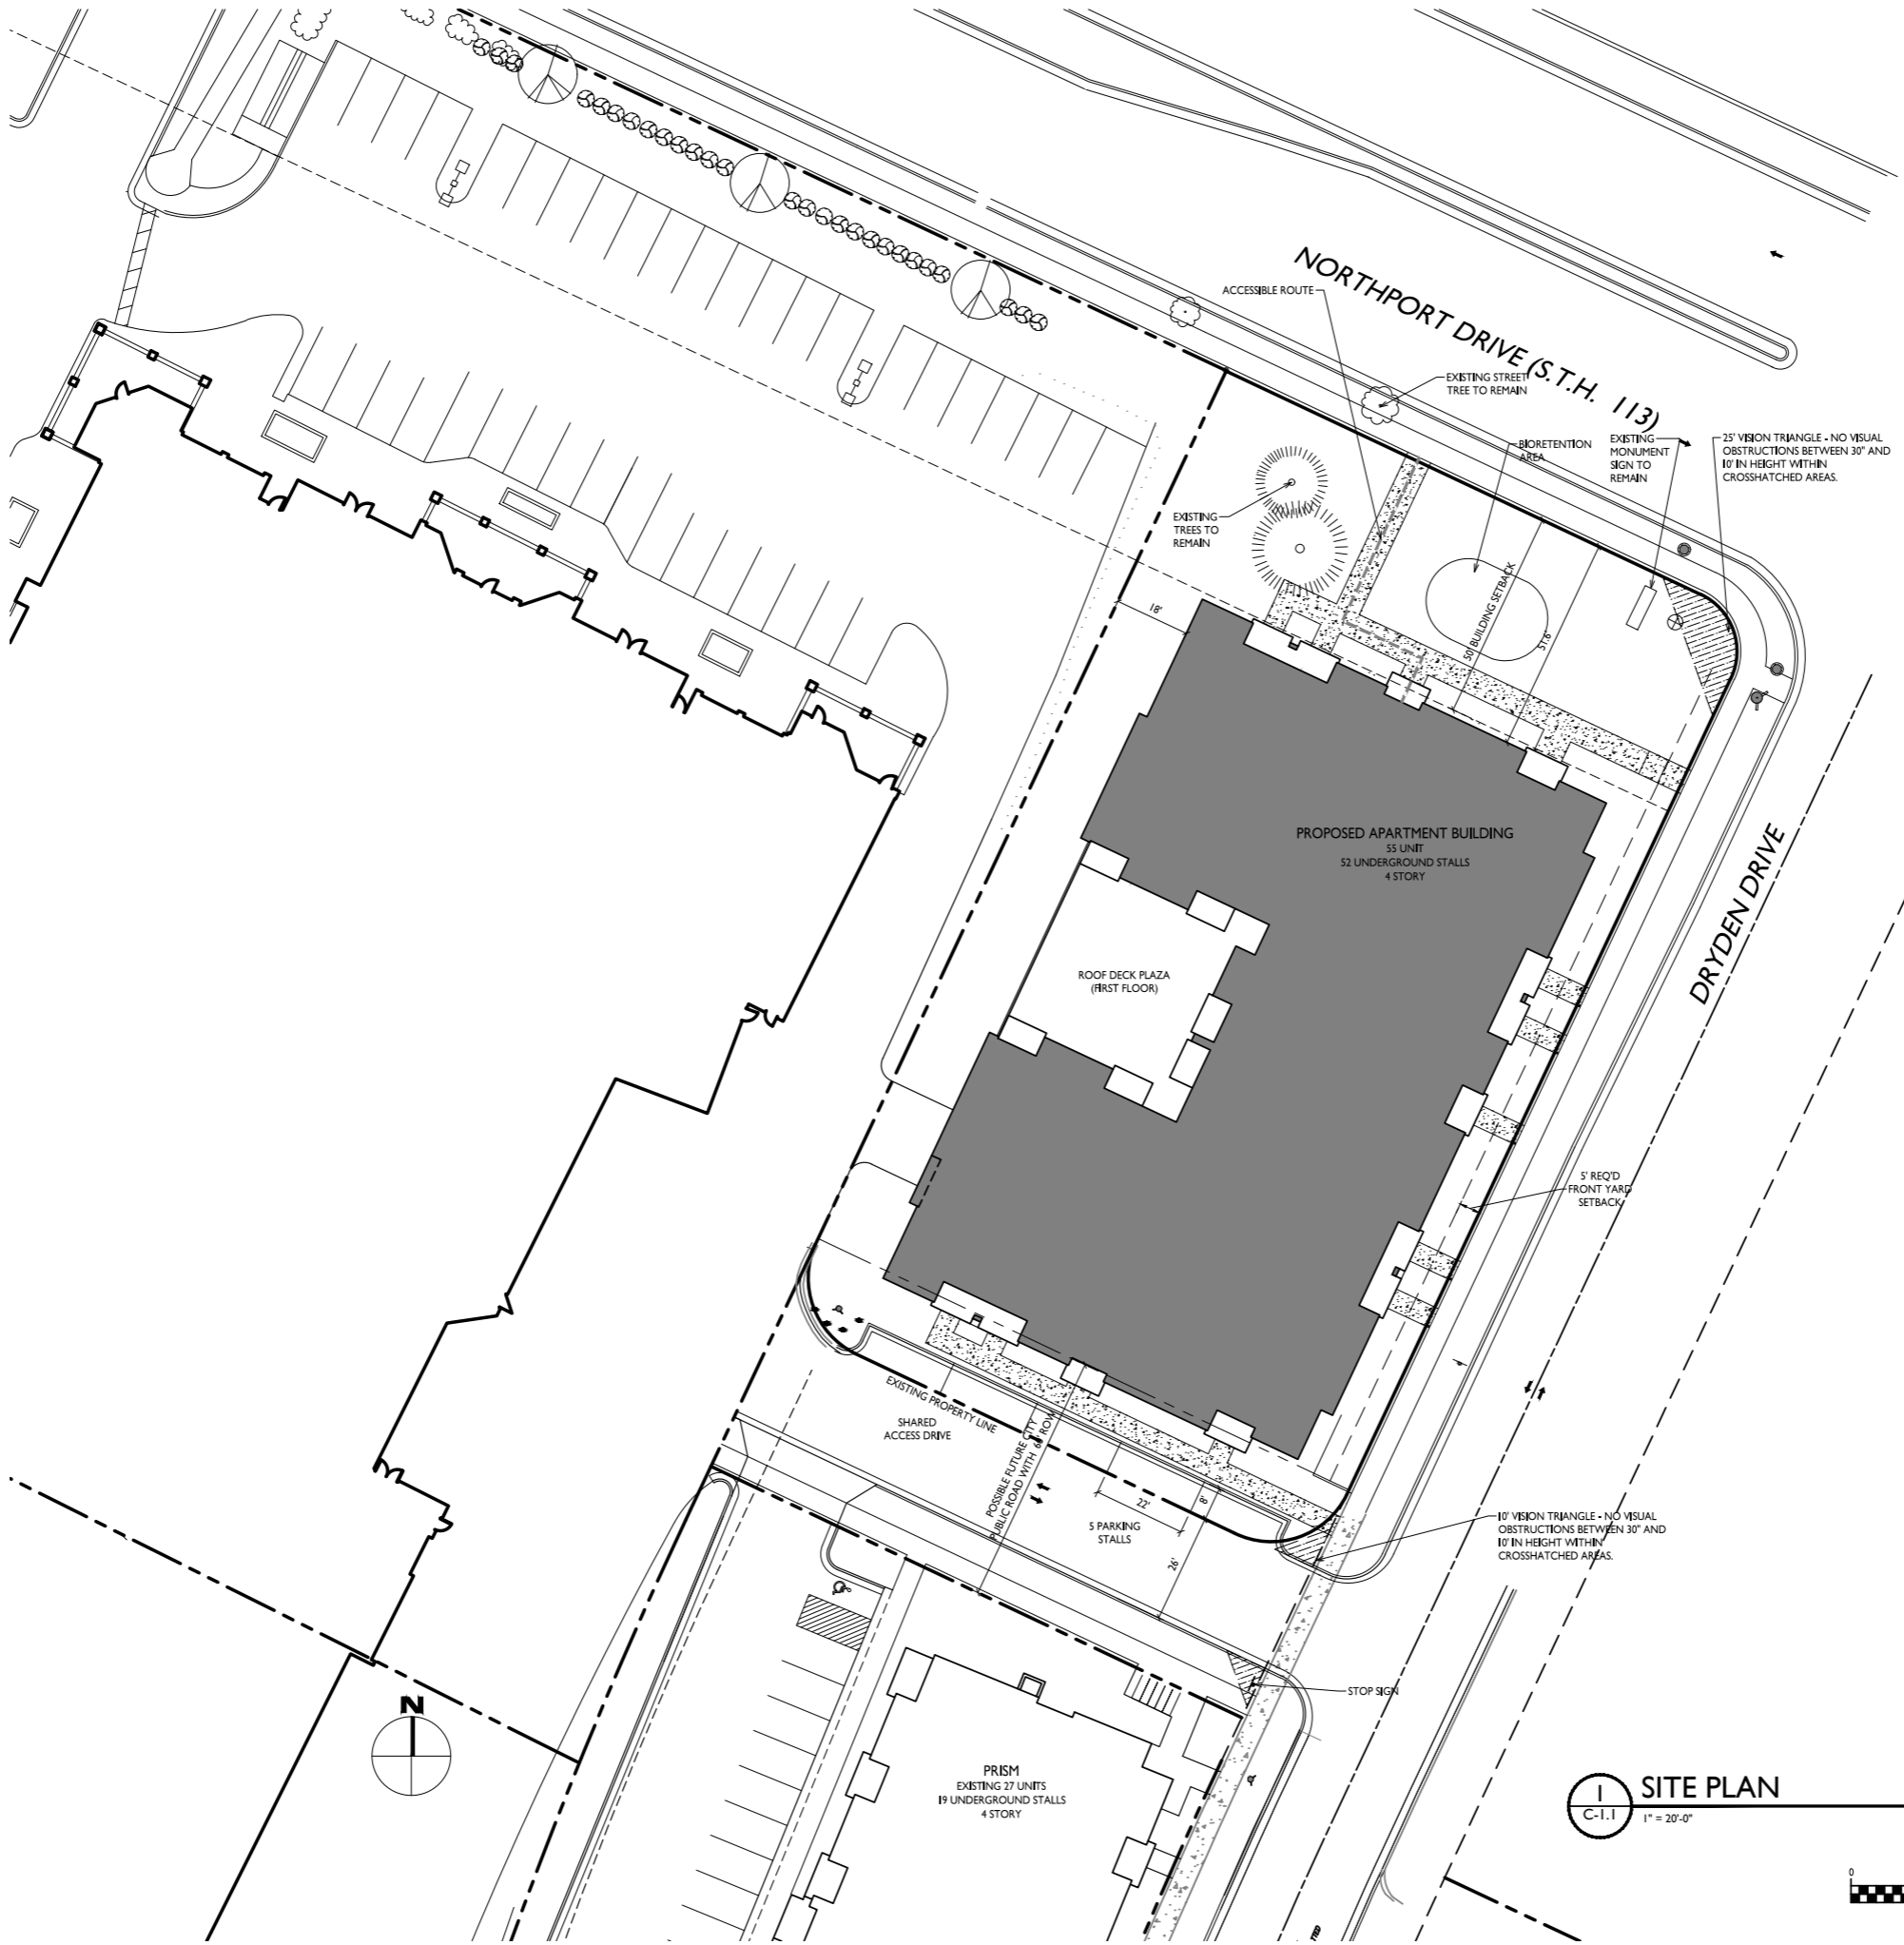 NORTHPORT DRIVE (S.T.H. 113)
ACCESSIBLE ROUTE
EXISTING STREET
TREE TO REMAIN
BIORETENTION
AREA
EXISTING
MONUMENT
SIGN TO
REMAIN
25' VISION TRIANGLE - NO VISUAL
OBSTRUCTIONS BETWEEN 30" AND
10' IN HEIGHT WITHIN
CROSSHATCHED AREAS.
EXISTING
TREES TO
REMAIN
18'
50' BUILDING SETBACK
51.6'
PROPOSED APARTMENT BUILDING
55 UNIT
52 UNDERGROUND STALLS
4 STORY
DRYDEN DRIVE
ROOF DECK PLAZA
(FIRST FLOOR)
5' REQ'D
FRONT YARD
SETBACK
EXISTING PROPERTY LINE
SHARED
ACCESS DRIVE
POSSIBLE FUTURE CITY
PUBLIC ROAD WITH ROW
22'
8'
5 PARKING
STALLS
26'
10' VISION TRIANGLE - NO VISUAL
OBSTRUCTIONS BETWEEN 30" AND
10' IN HEIGHT WITHIN
CROSSHATCHED AREAS.
STOP SIGN
N
PRISM
EXISTING 27 UNITS
19 UNDERGROUND STALLS
4 STORY
1
C-1.1
SITE PLAN
1" = 20'-0"
0